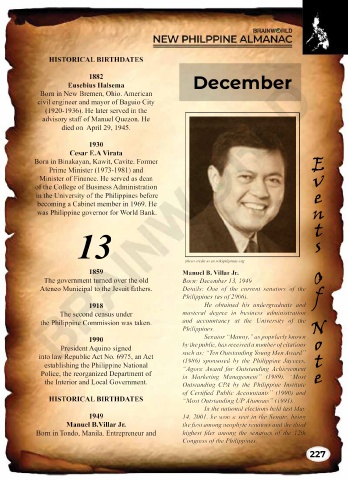 BRAINWORLD
NEW PHILPPINE ALMANAC
HISTORICAL BIRTHDATES
1882
Eusebius Halsema
Born in New Bremen, Ohio. American
civil engineer and mayor of Baguio City
(1920-1936). He later served in the
advisory staff of Manuel Quezon. He
died on April 29, 1945.
1930
Cesar E.A Virata
Born in Binakayan, Kawit, Cavite. Former
Prime Minister (1973-1981) and
Minister of Finance. He served as dean
of the College of Business Administration
in the University of the Philippines before
becoming a Cabinet member in 1969. He
was Philippine governor for World Bank.
13
1859
The government turned over the old
Ateneo Municipal to the Jesuit fathers.
1918
The second census under
the Philippine Commission was taken.
1990
President Aquino signed
into law Republic Act No. 6975, an Act
establishing the Philippine National
Police, the reorganized Department of
the Interior and Local Government.
HISTORICAL BIRTHDATES
1949
Manuel B.Villar Jr.
Born in Tondo, Manila. Entrepreneur and
December
Manuel B. Villar Jr.
Born: December 13, 1949
Details: One of the current senators of the
Philippines (as of 2006).
He obtained his undergraduate and
masteral degree in business administration
and accountancy at the University of the
Philippines.
Senator "Manny," as popularly known
by the public, has received a number of citations
such as: "Ten Outstanding Young Men Award"
(1986) sponsored by the Philippine Jaycees,
"Agora Award for Outstanding Achievement
in Marketing Management" (1989), Most
Outstanding CPA by the Philippine Institute
of Certified Public Accountants" (1990) and
"Most Outstanding UP Alumnus" (1991).
In the national elections held last May
14, 2001, he won a seat in the Senate, being
the first among neophyte senators and the third
highest filer among the senators of the 12th
Congress of the Philippines.
Events Of Note
227